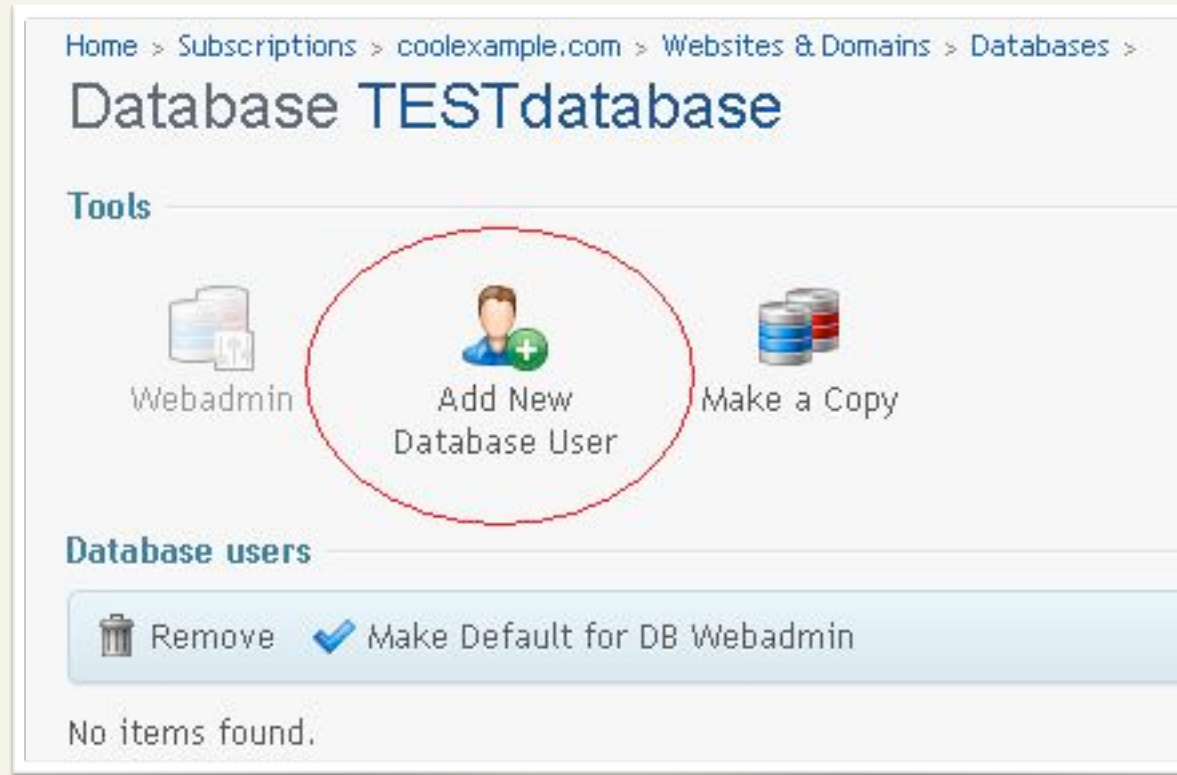 Home > Subscriptions > coolexample.com > Websites & Domains > Databases >
Database TESTdatabase
Tools
Webadmin
Add New
Database User
Make a Copy
Database users
Remove Make Default for DB Webadmin
No items found.